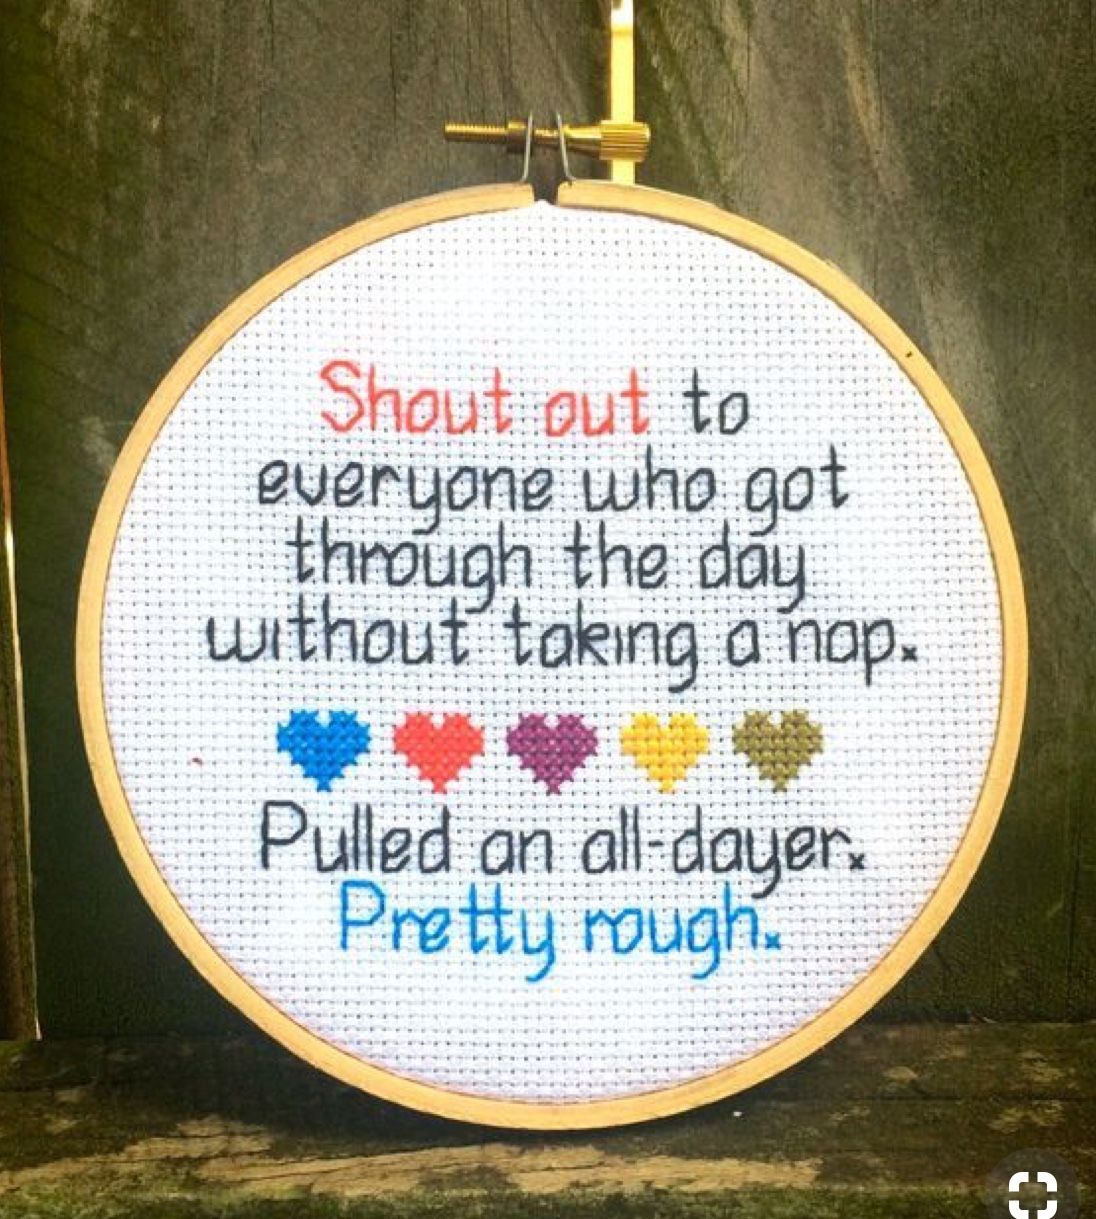 Shout out to
everyone who got
through the day
without taking a nap.
Pulled an all-dayer.
Pretty rough.